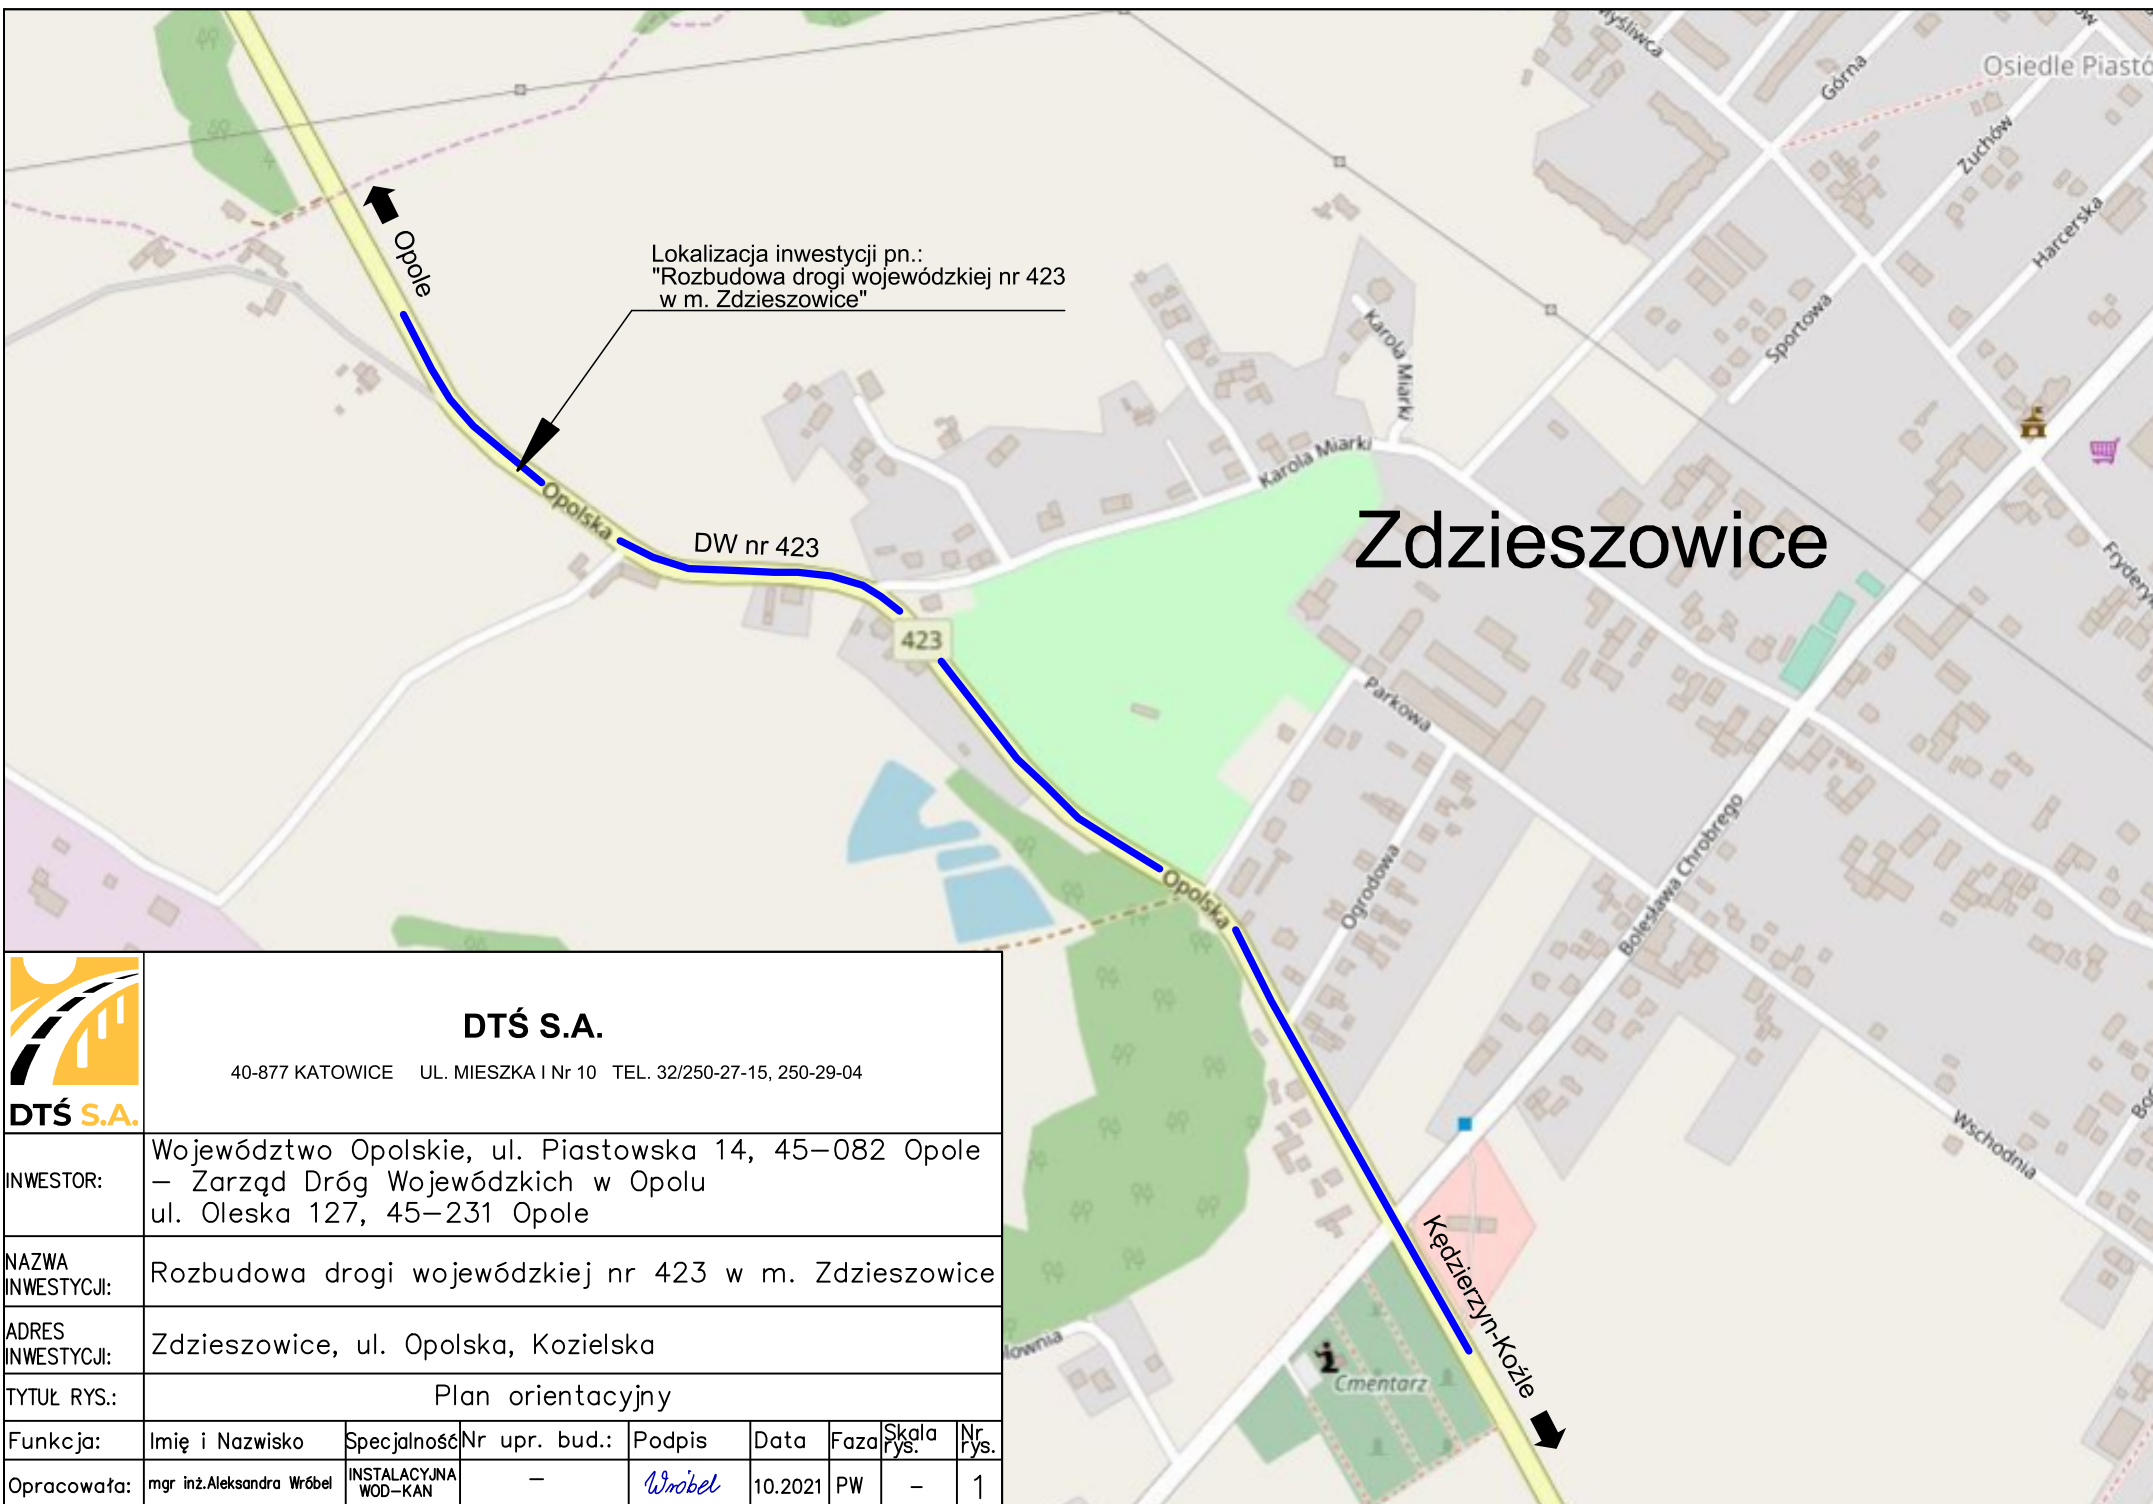 Myśliwca
Górna
Osiedle Piastó
Żuchów
Harcerska
Sportowa
Opole
Lokalizacja inwestycji pn.:
"Rozbudowa drogi wojewódzkiej nr 423
w m. Zdzieszowice"
Karola Miarki
Karola Miarki
Opolska
DW nr 423
Zdzieszowice
Frydery
423
Parkowa
Opolska
Ogrodowa
Bolesława Chrobrego
Wschodnia
Kędzierzyn-Koźle
Cmentarz
łownia
DTŚ S.A.
DTŚ S.A.
40-877 KATOWICE UL. MIESZKA I Nr 10 TEL. 32/250-27-15, 250-29-04
INWESTOR:
Województwo Opolskie, ul. Piastowska 14, 45-082 Opole
– Zarząd Dróg Wojewódzkich w Opolu
ul. Oleska 127, 45-231 Opole
NAZWA
INWESTYCJI:
Rozbudowa drogi wojewódzkiej nr 423 w m. Zdzieszowice
ADRES
INWESTYCJI:
Zdzieszowice, ul. Opolska, Kozielska
TYTUŁ RYS.: Plan orientacyjny
Funkcja: Imię i Nazwisko Specjalność Nr upr. bud.: Podpis Data Faza Skala rys. Nr rys.
Opracowała: mgr inż.Aleksandra Wróbel INSTALACYJNA WOD-KAN – Wróbel 10.2021 PW – 1